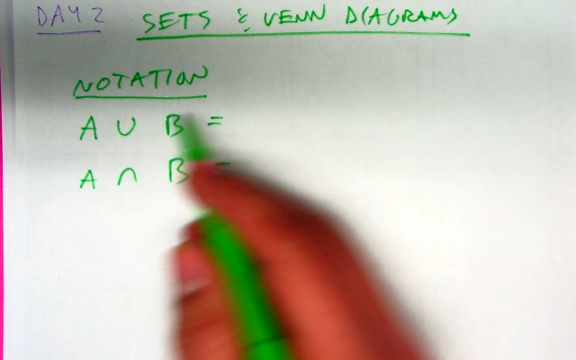 DAY 2 SETS & VENN DIAGRAMS
NOTATION
A ∪ B =
A ∩ B =